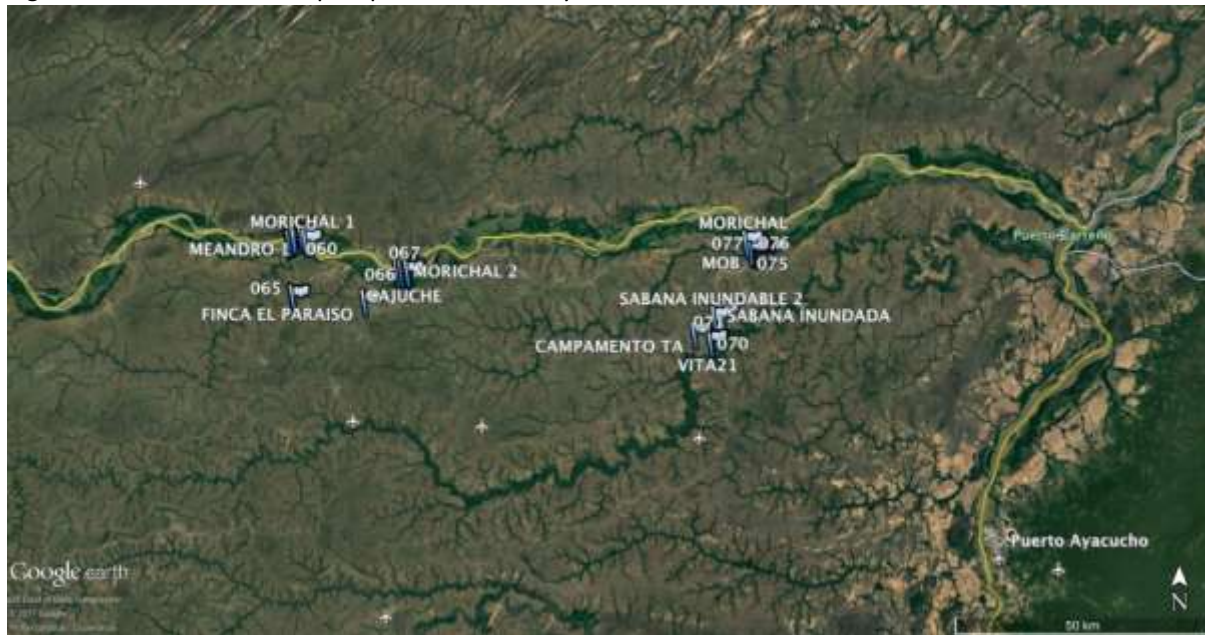 MORICHAL 1
MEANDRO 1
060
067
066
MORICHAL 2
@AJUCHE
065
FINCA EL PARAISO
MORICHAL
077
076
MOB
075
SABANA INUNDABLE 2
SABANA INUNDADA
CAMPAMENTO TA
070
VITA21
Puerto Carreño
Puerto Ayacucho
Google earth
N
50 km